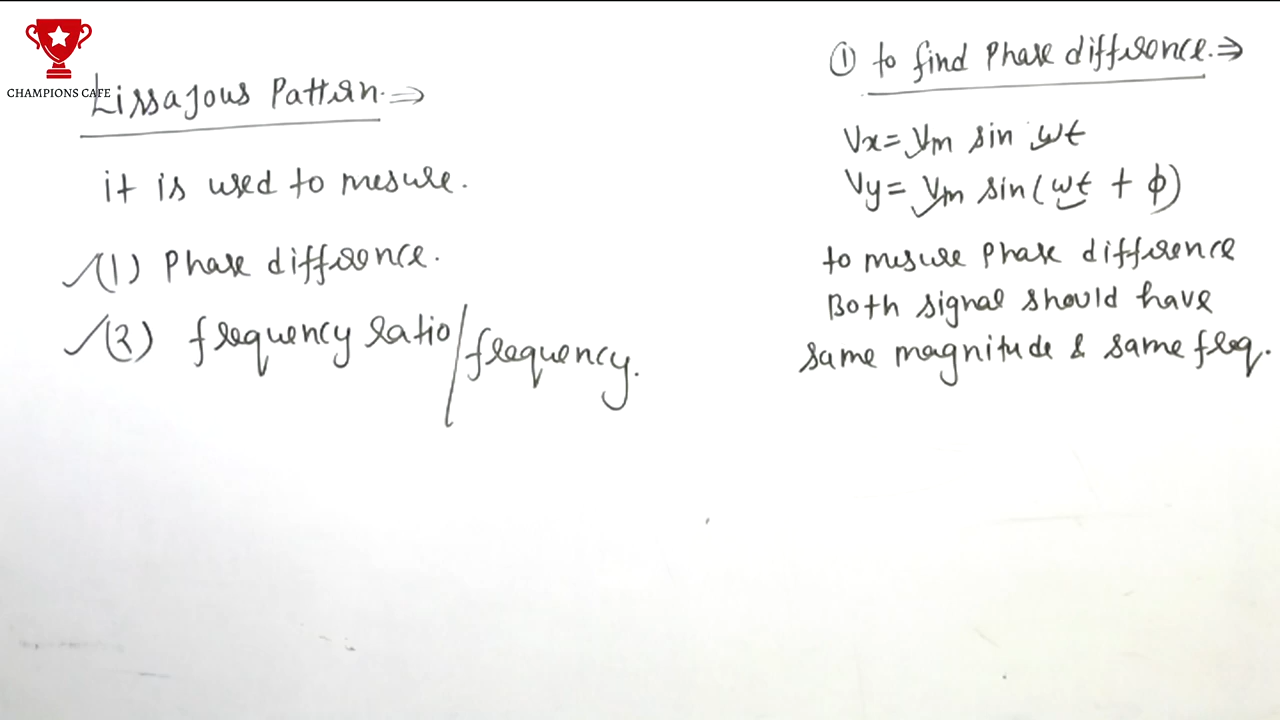 CHAMPIONS CAFE
Lissajous Pattern. ⇒
it is used to mesure.
(1) Phase difference.
(2) frequency ratio/frequency.
① to find Phase difference. ⇒
Vx = Vm sin ωt
Vy = Vm sin(ωt + ϕ)
to mesure Phase difference
Both signal should have
same magnitude & same freq.